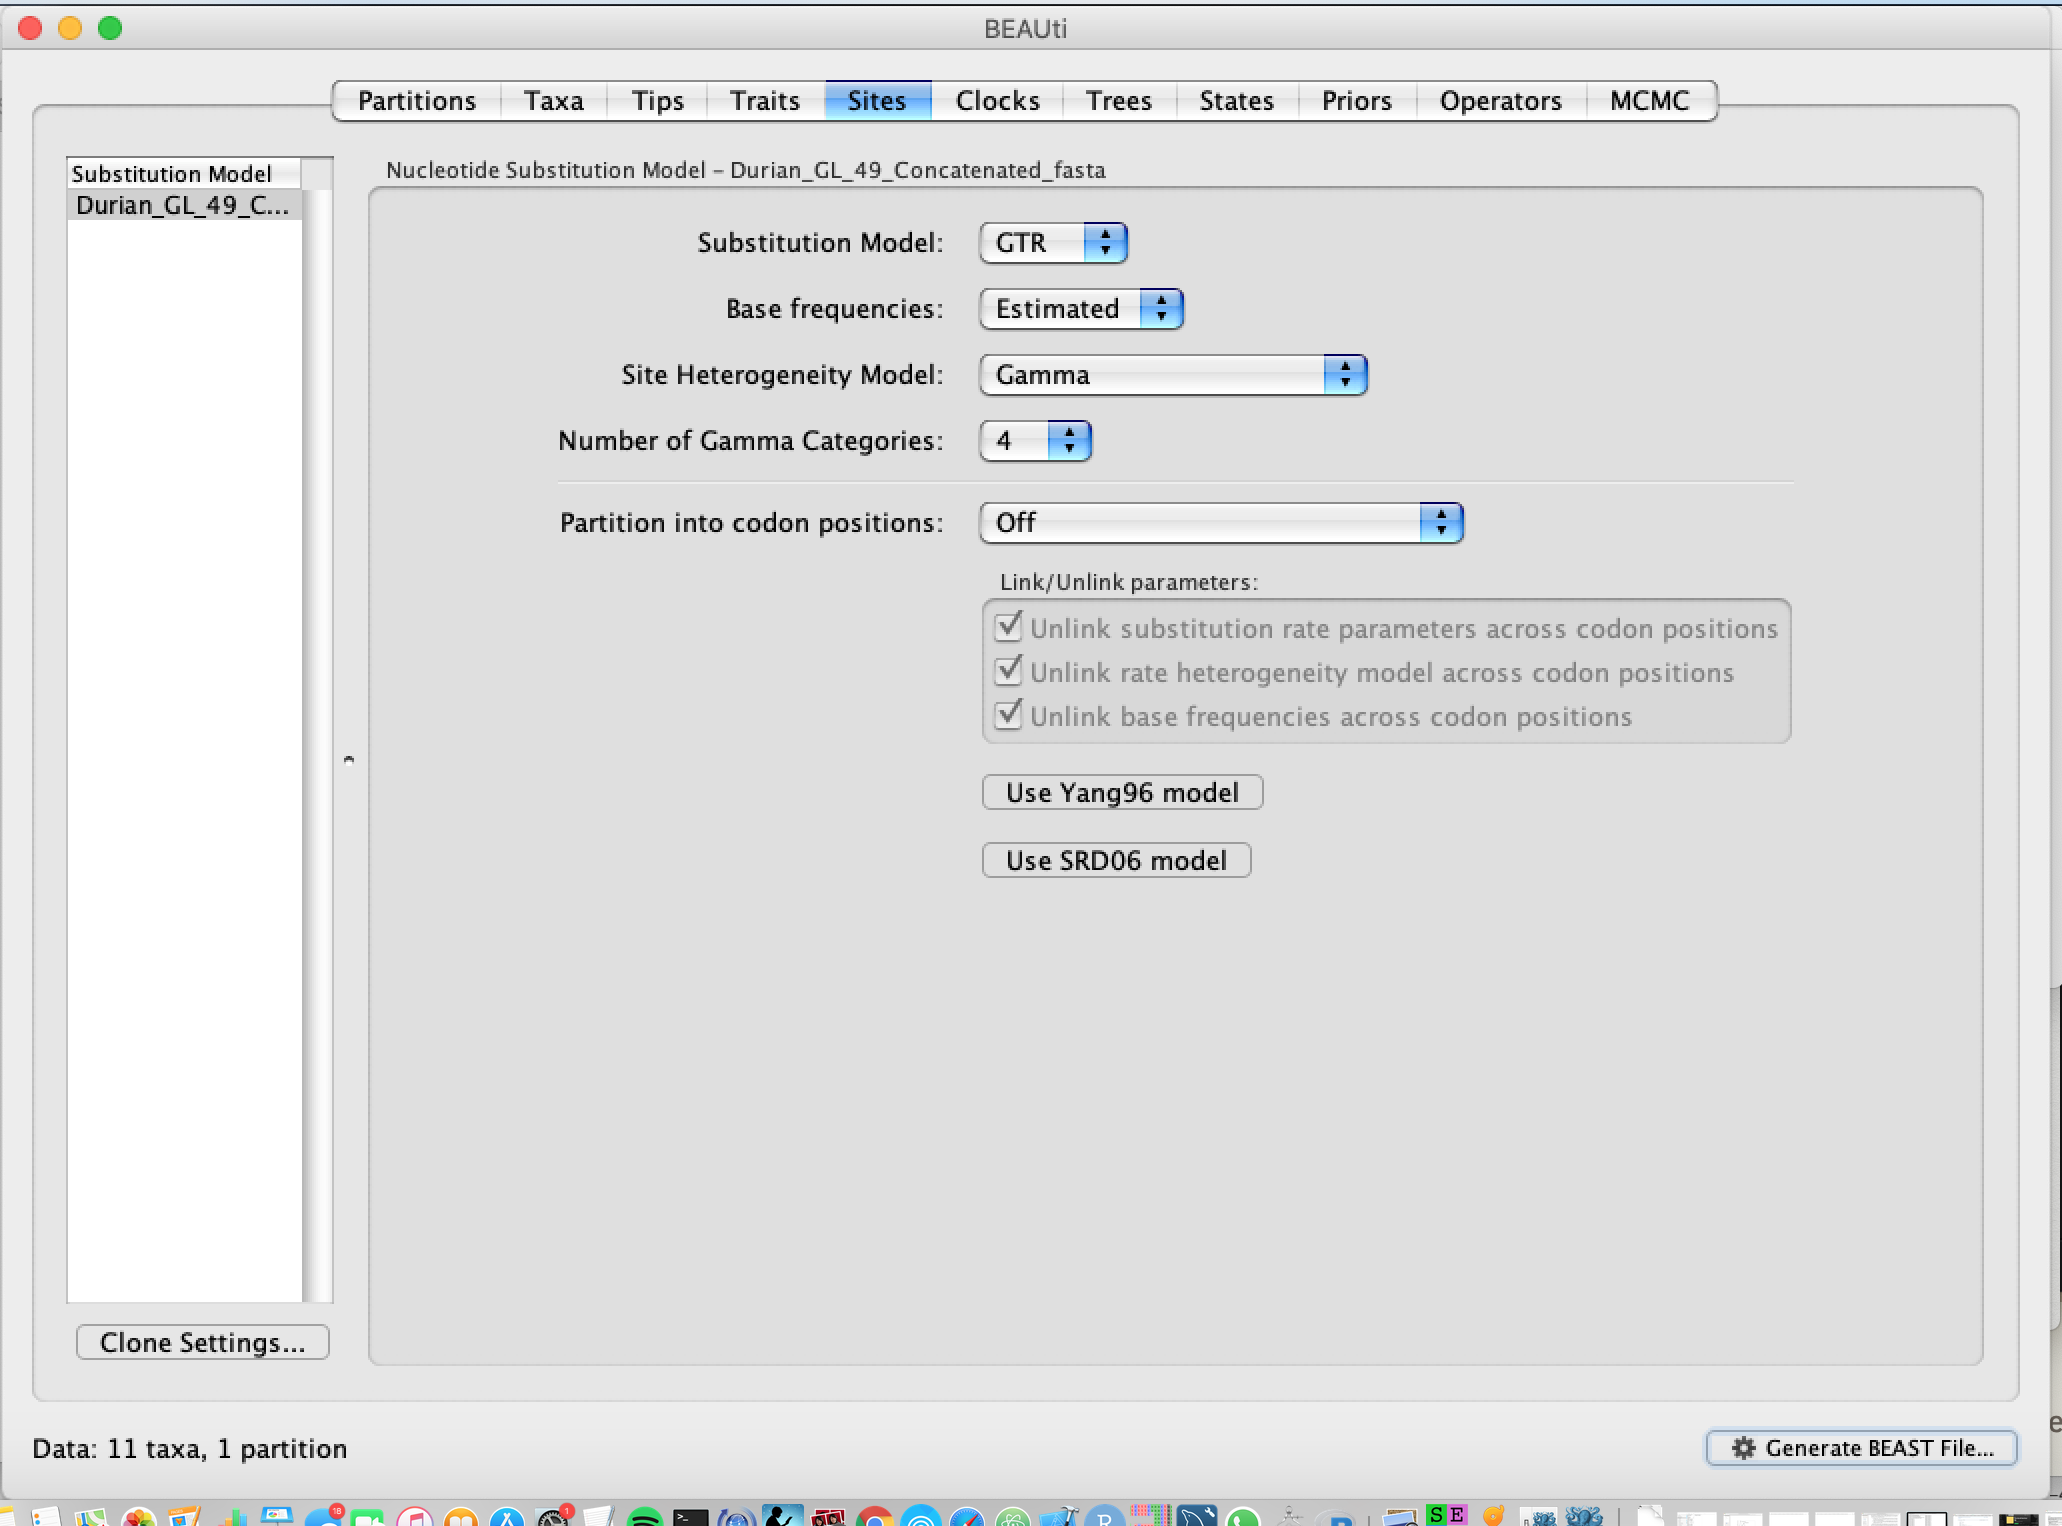 BEAUti
Partitions Taxa Tips Traits Sites Clocks Trees States Priors Operators MCMC
Substitution Model
Durian_GL_49_C...
Nucleotide Substitution Model – Durian_GL_49_Concatenated_fasta
Substitution Model: GTR
Base frequencies: Estimated
Site Heterogeneity Model: Gamma
Number of Gamma Categories: 4
Partition into codon positions: Off
Link/Unlink parameters:
Unlink substitution rate parameters across codon positions
Unlink rate heterogeneity model across codon positions
Unlink base frequencies across codon positions
Use Yang96 model
Use SRD06 model
Clone Settings...
Data: 11 taxa, 1 partition
Generate BEAST File...
18
1
R
S E